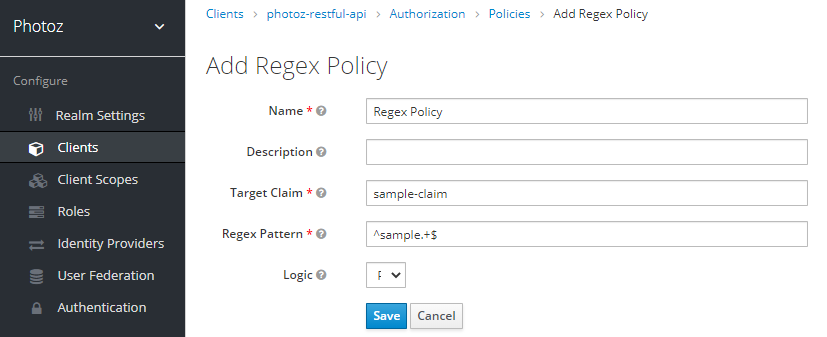 Photoz
Configure
Realm Settings
Clients
Client Scopes
Roles
Identity Providers
User Federation
Authentication
Clients > photoz-restful-api > Authorization > Policies > Add Regex Policy
Add Regex Policy
Name * Regex Policy
Description
Target Claim * sample-claim
Regex Pattern * ^sample.+$
Logic
Save Cancel